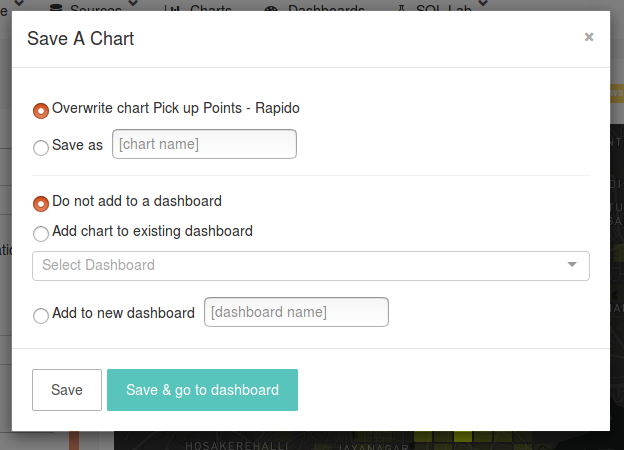 e Sources Charts Dashboards SQL Lab
Save A Chart
×
Overwrite chart Pick up Points - Rapido
Save as [chart name]
Do not add to a dashboard
Add chart to existing dashboard
Select Dashboard
Add to new dashboard [dashboard name]
Save Save & go to dashboard
HOSAKEREHALLI JAYANAGAR